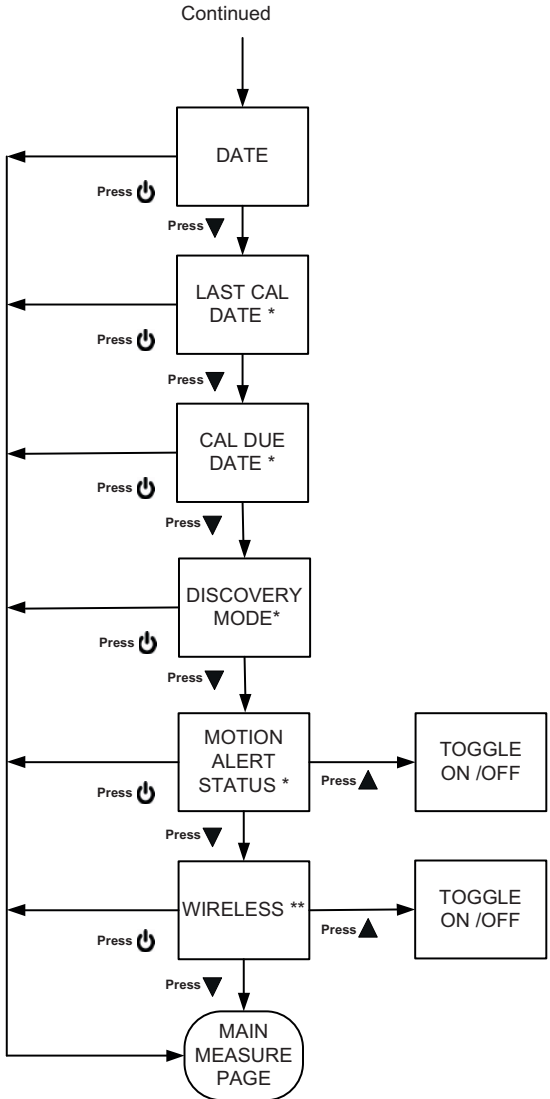 Continued
DATE
Press
Press
LAST CAL
DATE *
Press
Press
CAL DUE
DATE *
Press
Press
DISCOVERY
MODE*
Press
Press
MOTION
ALERT
STATUS *
Press
TOGGLE
ON /OFF
Press
Press
WIRELESS **
Press
TOGGLE
ON /OFF
Press
Press
MAIN
MEASURE
PAGE